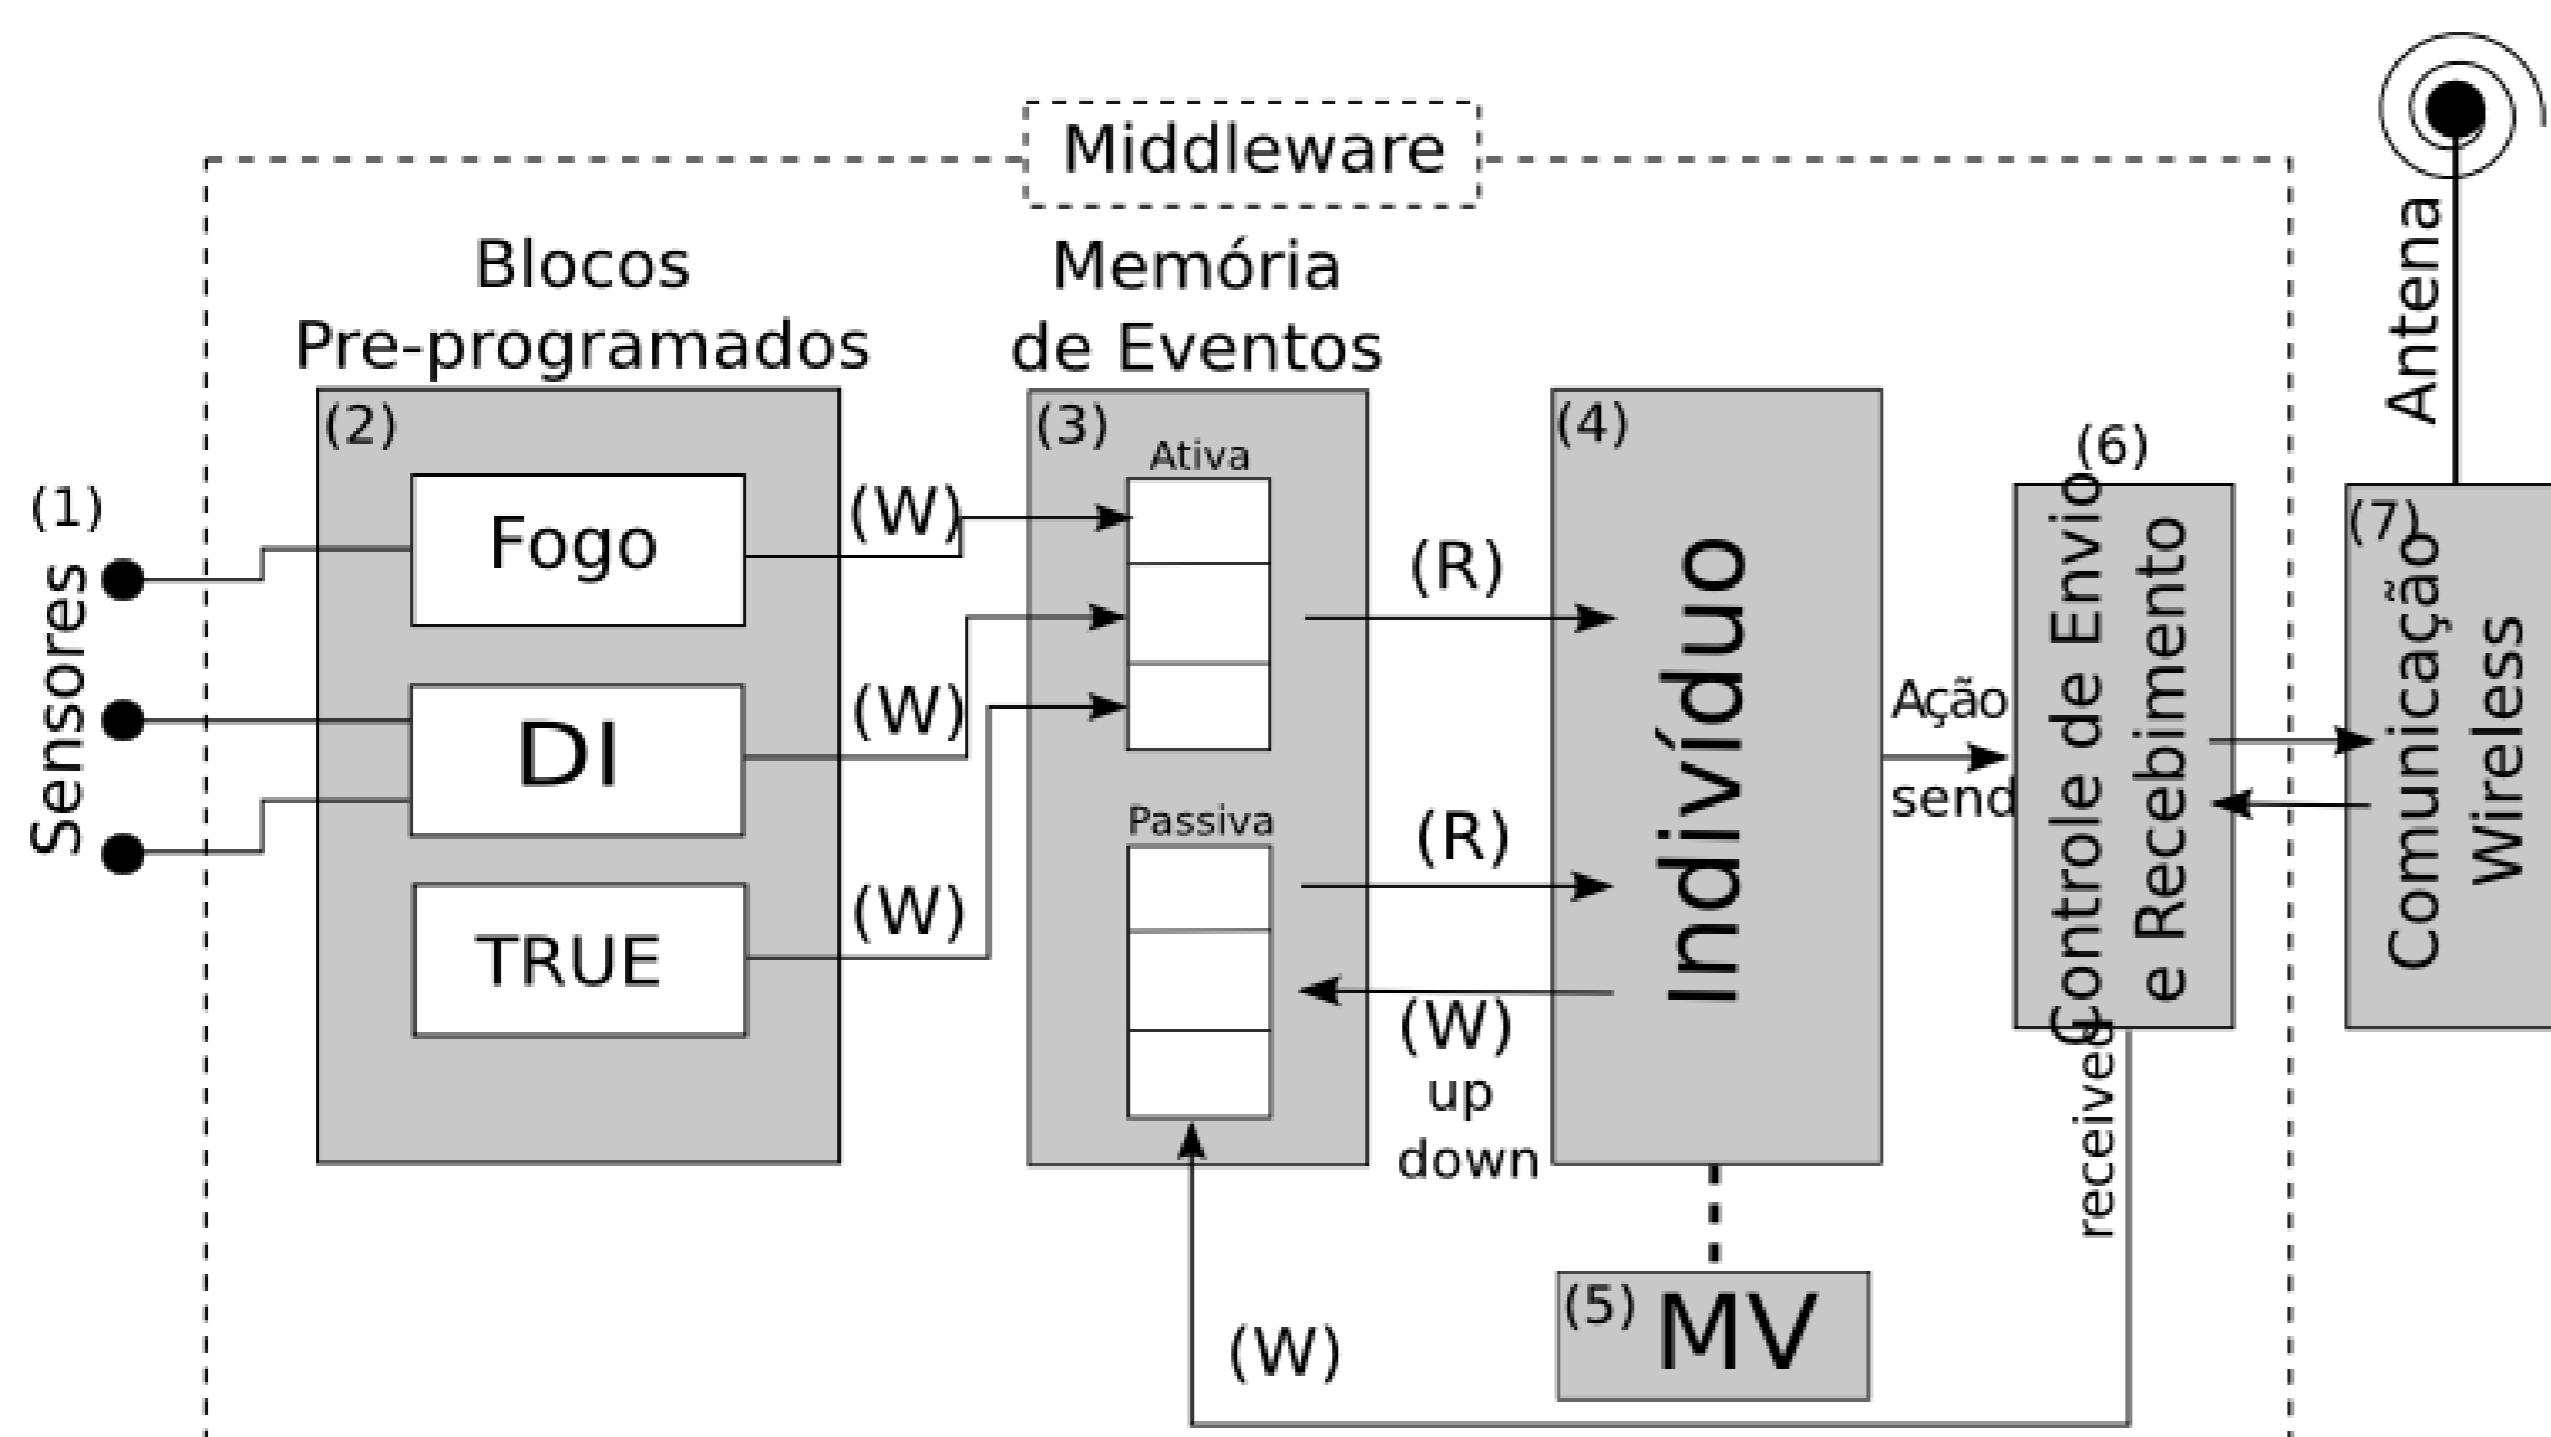 Middleware
Blocos
Pre-programados
Memória
de Eventos
Antena
(1)
Sensores
(2)
Fogo
DI
TRUE
(W)
(W)
(W)
(3)
Ativa
Passiva
(R)
(R)
(W)
up
down
(4)
Indivíduo
Ação
send
(5)
MV
(6)
Controle de Envio
e Recebimento
received
(W)
(7)
Comunicação
Wireless